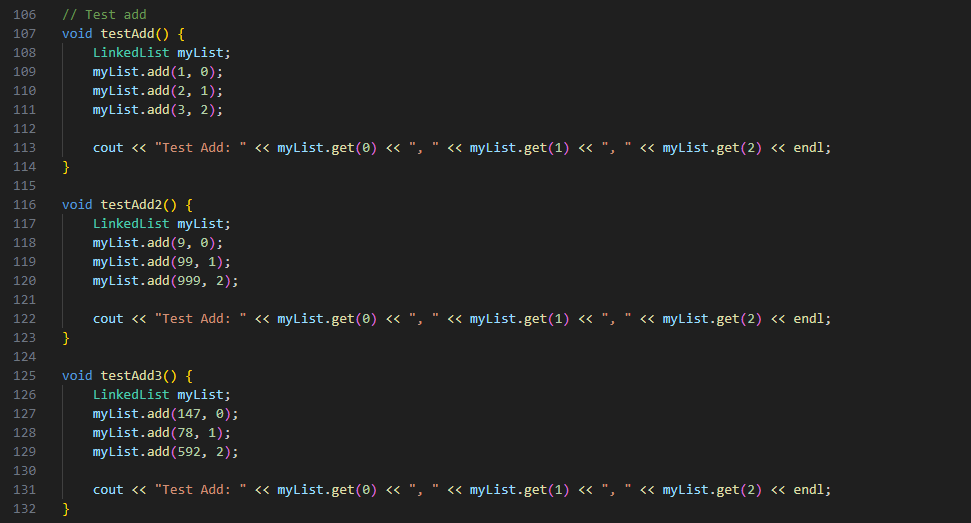 106 // Test add
107 void testAdd() {
108     LinkedList myList;
109     myList.add(1, 0);
110     myList.add(2, 1);
111     myList.add(3, 2);
112
113     cout << "Test Add: " << myList.get(0) << ", " << myList.get(1) << ", " << myList.get(2) << endl;
114 }
115
116 void testAdd2() {
117     LinkedList myList;
118     myList.add(9, 0);
119     myList.add(99, 1);
120     myList.add(999, 2);
121
122     cout << "Test Add: " << myList.get(0) << ", " << myList.get(1) << ", " << myList.get(2) << endl;
123 }
124
125 void testAdd3() {
126     LinkedList myList;
127     myList.add(147, 0);
128     myList.add(78, 1);
129     myList.add(592, 2);
130
131     cout << "Test Add: " << myList.get(0) << ", " << myList.get(1) << ", " << myList.get(2) << endl;
132 }